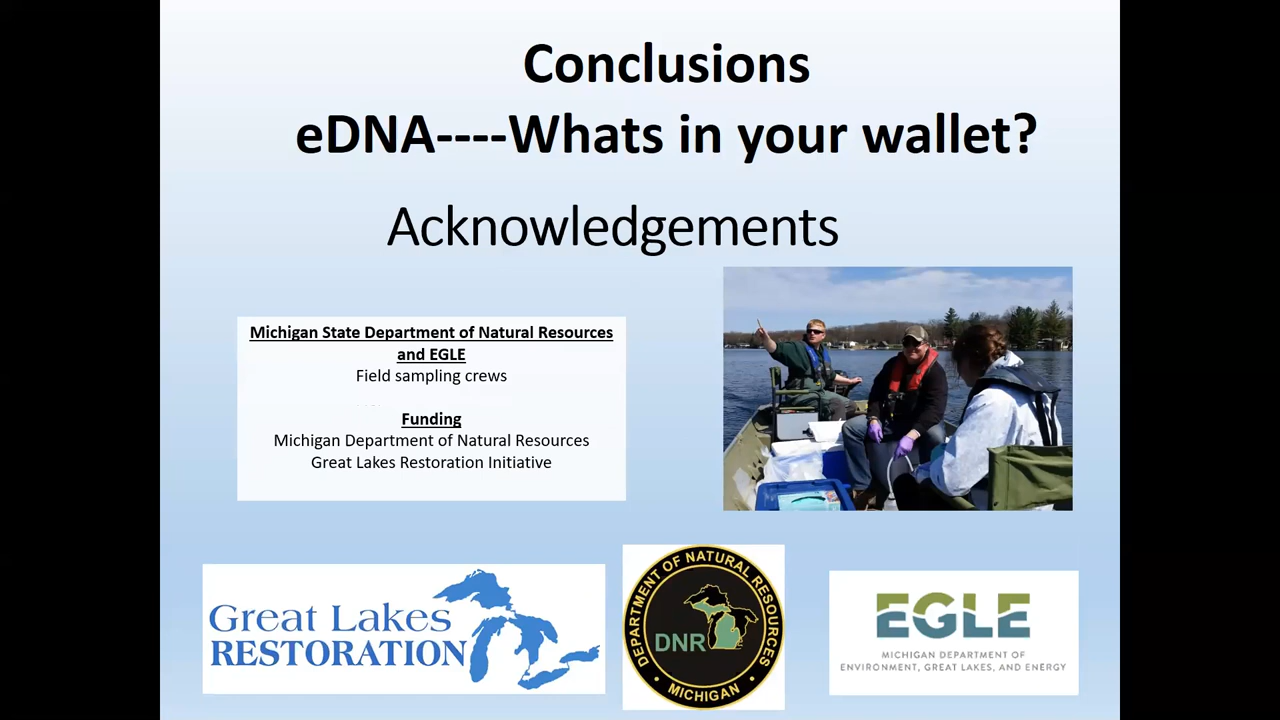 Conclusions
eDNA----Whats in your wallet?
Acknowledgements
Michigan State Department of Natural Resources
and EGLE
Field sampling crews
Funding
Michigan Department of Natural Resources
Great Lakes Restoration Initiative
Great Lakes
RESTORATION
DEPARTMENT OF NATURAL RESOURCES
DNR
• MICHIGAN •
EGLE
MICHIGAN DEPARTMENT OF
ENVIRONMENT, GREAT LAKES, AND ENERGY